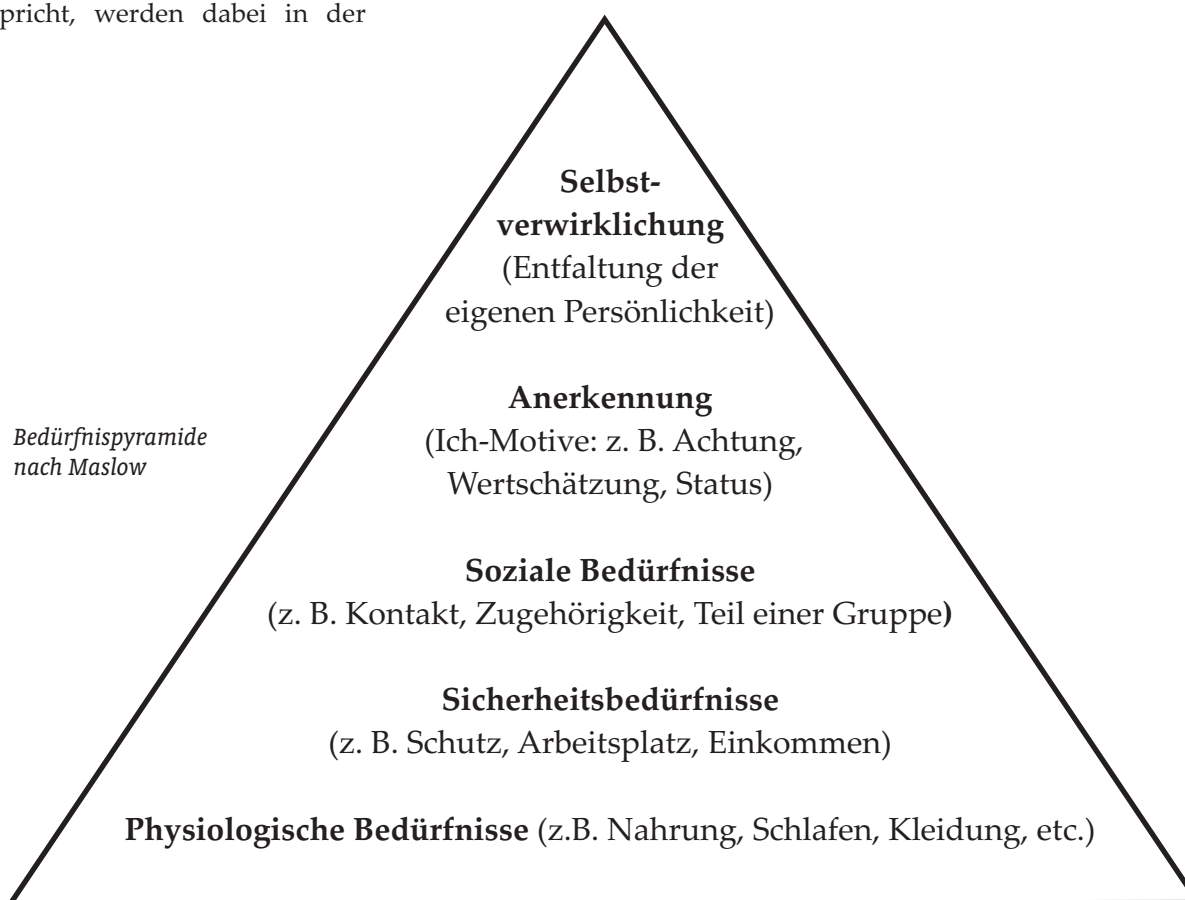 pricht, werden dabei in der
Selbst-
verwirklichung
(Entfaltung der
eigenen Persönlichkeit)
Anerkennung
(Ich-Motive: z. B. Achtung,
Wertschätzung, Status)
Bedürfnispyramide
nach Maslow
Soziale Bedürfnisse
(z. B. Kontakt, Zugehörigkeit, Teil einer Gruppe)
Sicherheitsbedürfnisse
(z. B. Schutz, Arbeitsplatz, Einkommen)
Physiologische Bedürfnisse (z.B. Nahrung, Schlafen, Kleidung, etc.)